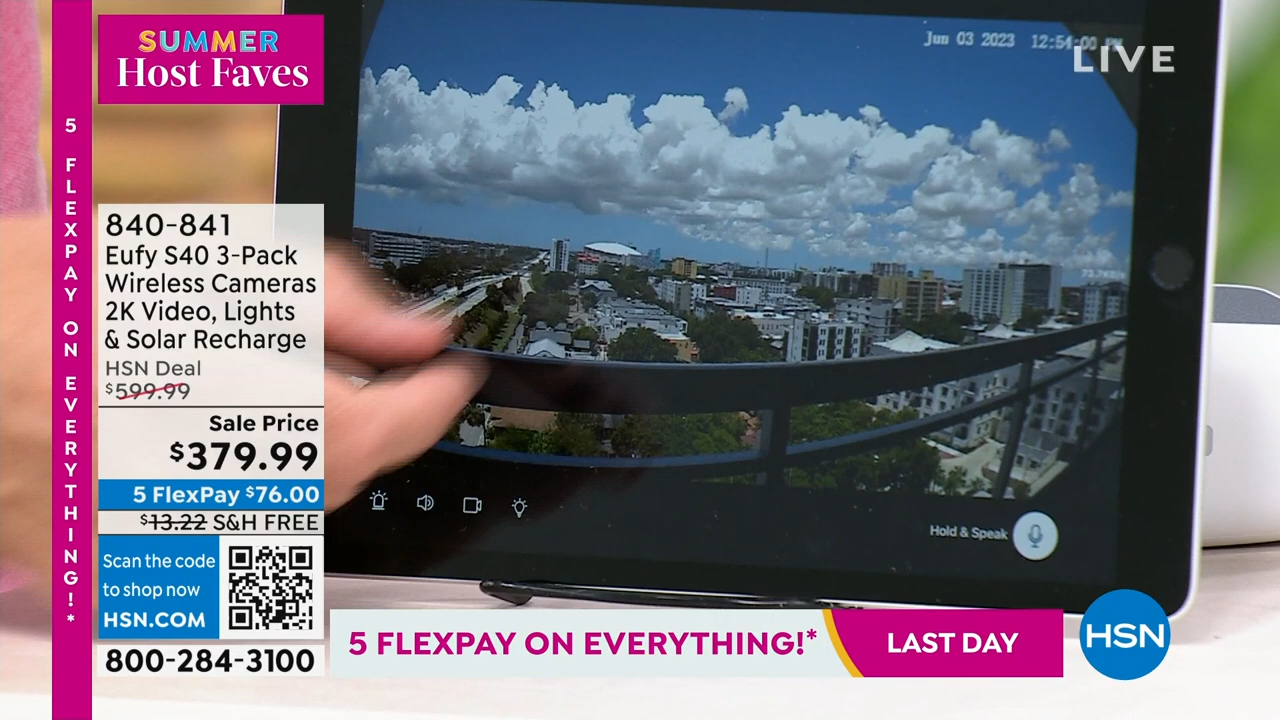 5 FLEXPAY ON EVERYTHING!*
SUMMER
Host Faves
840-841
Eufy S40 3-Pack
Wireless Cameras
2K Video, Lights
& Solar Recharge
HSN Deal
$599.99
Sale Price
$379.99
5 FlexPay $76.00
$13.22 S&H FREE
Scan the code
to shop now
HSN.COM
800-284-3100
Jun 03 2023 12:54:00
LIVE
Hold & Speak
5 FLEXPAY ON EVERYTHING!*
LAST DAY
HSN